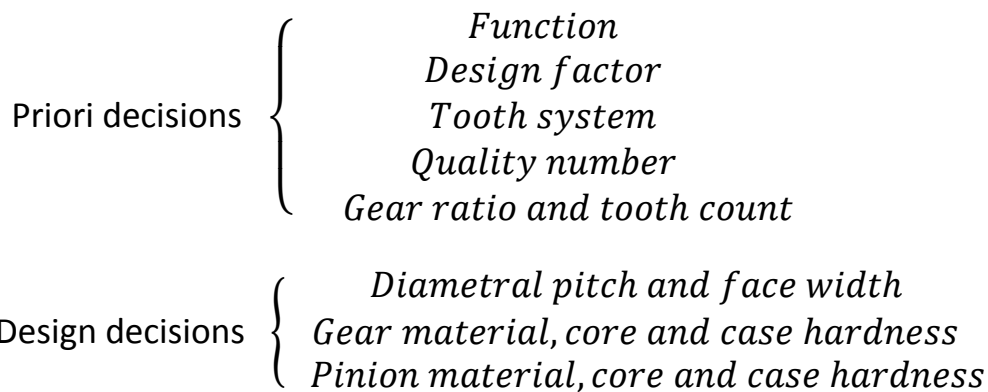 Function
Design factor
Priori decisions Tooth system
Quality number
Gear ratio and tooth count
Diametral pitch and face width
Design decisions Gear material, core and case hardness
Pinion material, core and case hardness